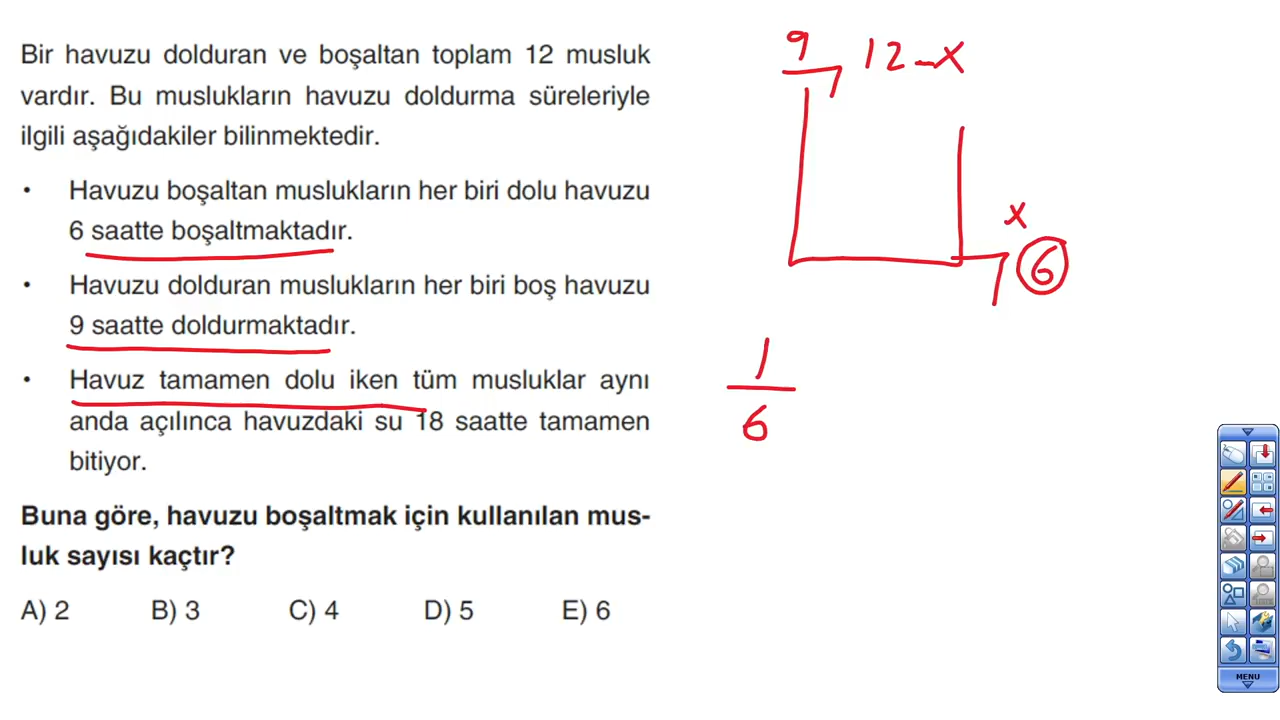 Bir havuzu dolduran ve boşaltan toplam 12 musluk
vardır. Bu muslukların havuzu doldurma süreleriyle
ilgili aşağıdakiler bilinmektedir.
• Havuzu boşaltan muslukların her biri dolu havuzu
6 saatte boşaltmaktadır.
• Havuzu dolduran muslukların her biri boş havuzu
9 saatte doldurmaktadır.
• Havuz tamamen dolu iken tüm musluklar aynı
anda açılınca havuzdaki su 18 saatte tamamen
bitiyor.
Buna göre, havuzu boşaltmak için kullanılan mus-
luk sayısı kaçtır?
A) 2 B) 3 C) 4 D) 5 E) 6
9 12-x
x
6
1
6
MENU